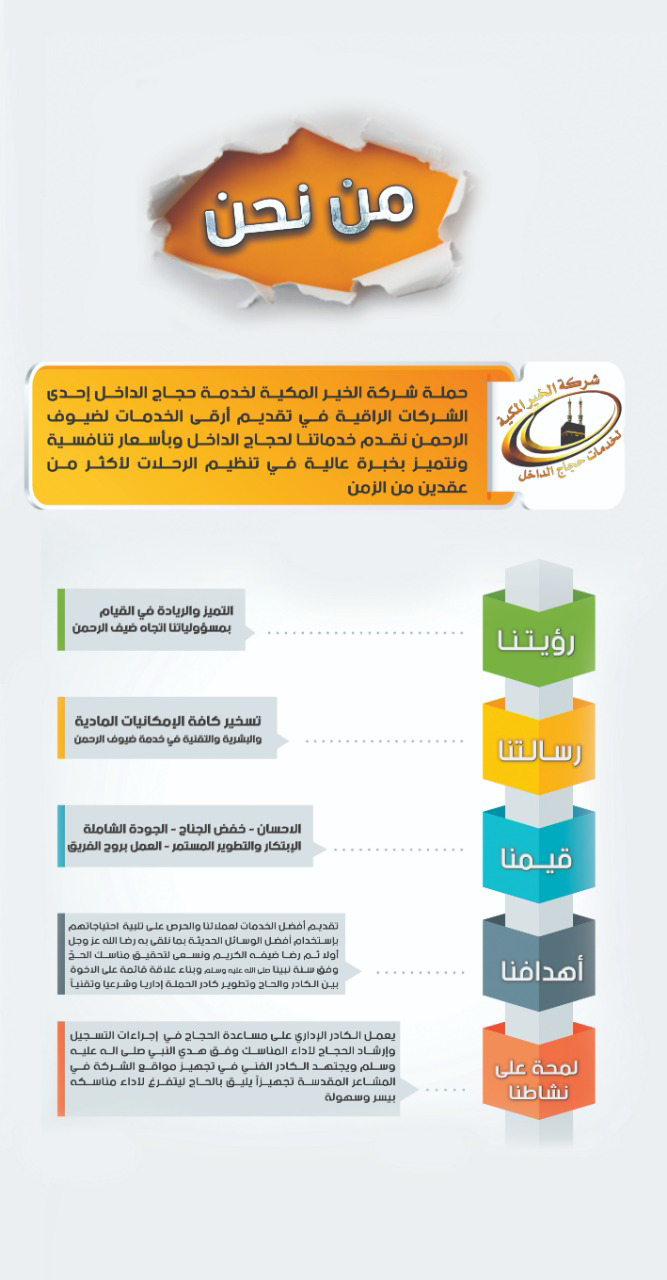 من نحن
حملة شركة الخير المكية لخدمة حجاج الداخل إحدى
الشركات الراقية في تقديم أرقى الخدمات لضيوف
الرحمن نقدم خدماتنا لحجاج الداخل وبأسعار تنافسية
ونتميز بخبرة عالية في تنظيم الرحلات لأكثر من
عقدين من الزمن
شركة الخير المكية
لخدمات حجاج الداخل
رؤيتنا
التميز والريادة في القيام
بمسؤولياتنا اتجاه ضيف الرحمن
رسالتنا
تسخير كافة الإمكانيات المادية
والبشرية والتقنية في خدمة ضيوف الرحمن
قيمنا
الاحسان - خفض الجناح - الجودة الشاملة
الإبتكار والتطوير المستمر - العمل بروح الفريق
أهدافنا
تقديم أفضل الخدمات لعملائنا والحرص على تلبية احتياجاتهم
بإستخدام أفضل الوسائل الحديثة بما نلقى به رضا الله عز وجل
أولا ثم رضا ضيفه الكريم ونسعى لتحقيق مناسك الحجّ
وفق سنة نبينا صلى الله عليه وسلم وبناء علاقة قائمة على الاخوة
بين الكادر والحاج وتطوير كادر الحملة إداريا وشرعيا وتقنياً
لمحة على
نشاطنا
يعمل الكادر الإداري على مساعدة الحجاج في إجراءات التسجيل
وإرشاد الحجاج لأداء المناسك وفق هدي النبي صلى اله عليه
وسلم ويجتهد الكادر الفني في تجهيز مواقع الشركة في
المشاعر المقدسة تجهيزاً يليق بالحاج ليتفرغ لأداء مناسكه
بيسر وسهولة